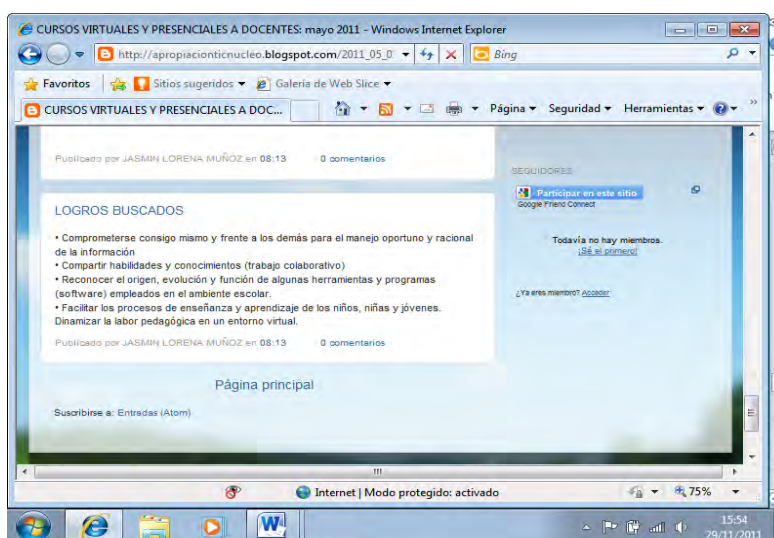 CURSOS VIRTUALES Y PRESENCIALES A DOCENTES: mayo 2011 - Windows Internet Explorer
http://apropiacionticnucleo.blogspot.com/2011_05_0
Bing
Favoritos Sitios sugeridos Galería de Web Slice
CURSOS VIRTUALES Y PRESENCIALES A DOC... Página Seguridad Herramientas
Publicado por JASMIN LORENA MUÑOZ en 08:13 0 comentarios
SEGUIDORES
Participar en este sitio
Google Friend Connect
Todavía no hay miembros.
¡Sé el primero!
¿Ya eres miembro? Acceder
LOGROS BUSCADOS
• Comprometerse consigo mismo y frente a los demás para el manejo oportuno y racional
de la información
• Compartir habilidades y conocimientos (trabajo colaborativo)
• Reconocer el origen, evolución y función de algunas herramientas y programas
(software) empleados en el ambiente escolar.
• Facilitar los procesos de enseñanza y aprendizaje de los niños, niñas y jóvenes.
Dinamizar la labor pedagógica en un entorno virtual.
Publicado por JASMIN LORENA MUÑOZ en 08:13 0 comentarios
Página principal
Suscribirse a: Entradas (Atom)
Internet | Modo protegido: activado 75%
15:54
29/11/2011